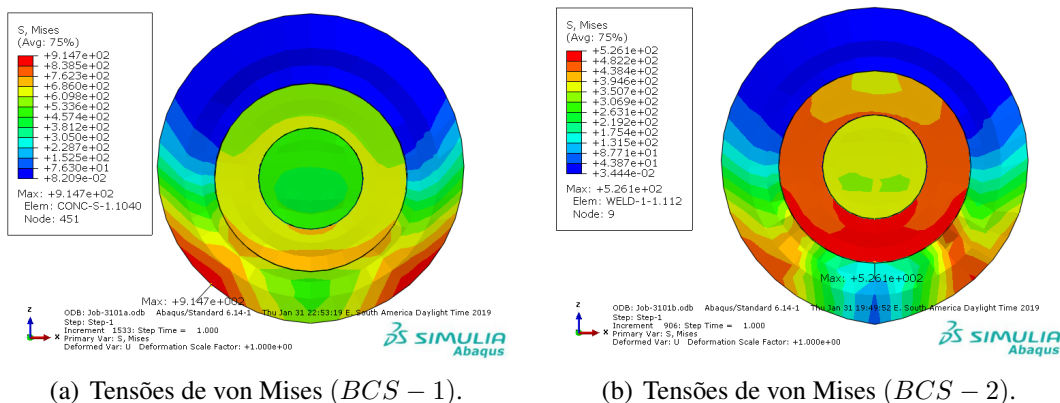 S, Mises
(Avg: 75%)
+9.147e+02
+8.385e+02
+7.623e+02
+6.860e+02
+6.098e+02
+5.336e+02
+4.574e+02
+3.812e+02
+3.050e+02
+2.287e+02
+1.525e+02
+7.630e+01
+8.209e-02
Max: +9.147e+02
Elem: CONC-S-1.1040
Node: 451
Max: +9.147e+002
z
x
ODB: Job-3101a.odb Abaqus/Standard 6.14-1 Thu Jan 31 22:53:19 E. South America Daylight Time 2019
Step: Step-1
Increment 1533: Step Time = 1.000
Primary Var: S, Mises
Deformed Var: U Deformation Scale Factor: +1.000e+00
SIMULIA
Abaqus
(a) Tensões de von Mises (BCS − 1).
S, Mises
(Avg: 75%)
+5.261e+02
+4.822e+02
+4.384e+02
+3.946e+02
+3.507e+02
+3.069e+02
+2.631e+02
+2.192e+02
+1.754e+02
+1.315e+02
+8.771e+01
+4.387e+01
+3.444e-02
Max: +5.261e+02
Elem: WELD-1-1.112
Node: 9
Max: +5.261e+002
z
x
ODB: Job-3101b.odb Abaqus/Standard 6.14-1 Thu Jan 31 19:49:52 E. South America Daylight Time 2019
Step: Step-1
Increment 906: Step Time = 1.000
Primary Var: S, Mises
Deformed Var: U Deformation Scale Factor: +1.000e+00
SIMULIA
Abaqus
(b) Tensões de von Mises (BCS − 2).